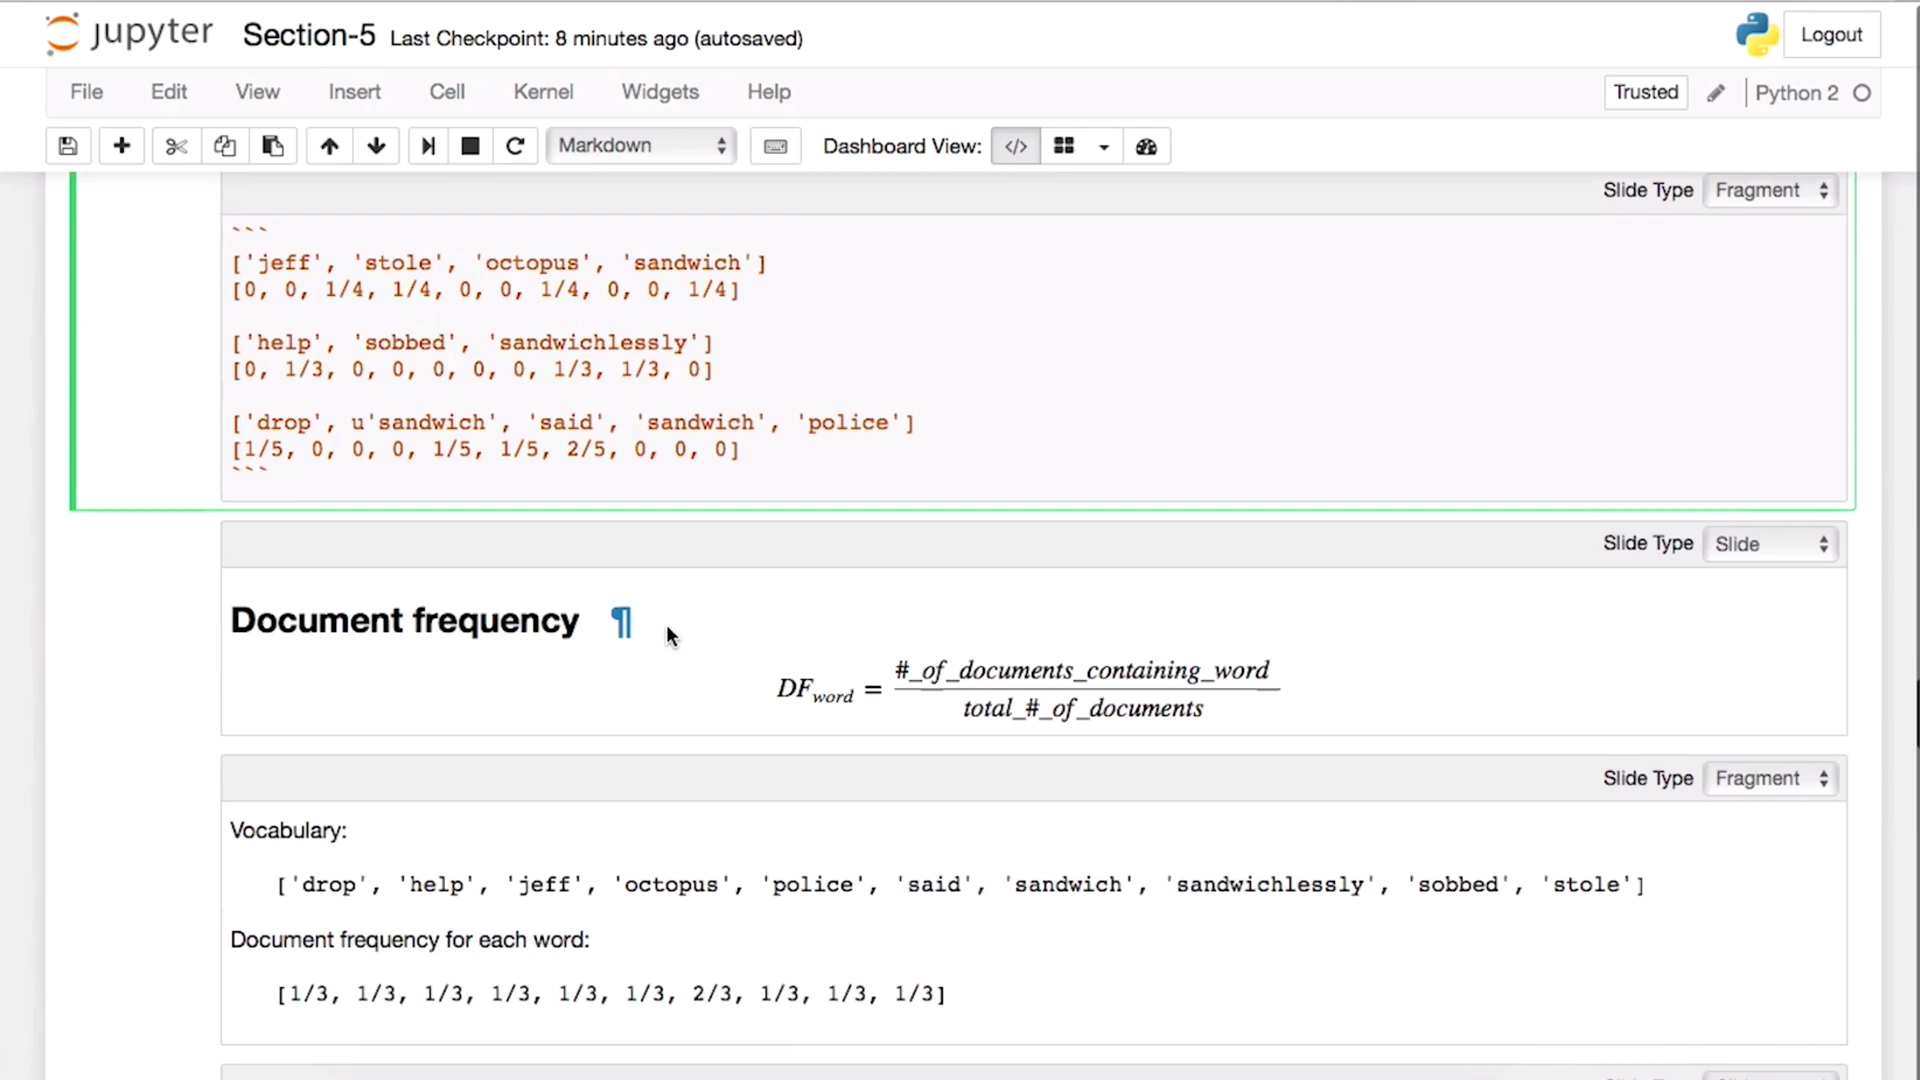 jupyter Section-5 Last Checkpoint: 8 minutes ago (autosaved) Logout
File Edit View Insert Cell Kernel Widgets Help Trusted Python 2
Markdown Dashboard View: </>
Slide Type Fragment
```
['jeff', 'stole', 'octopus', 'sandwich']
[0, 0, 1/4, 1/4, 0, 0, 1/4, 0, 0, 1/4]
['help', 'sobbed', 'sandwichlessly']
[0, 1/3, 0, 0, 0, 0, 0, 1/3, 1/3, 0]
['drop', u'sandwich', 'said', 'sandwich', 'police']
[1/5, 0, 0, 0, 1/5, 1/5, 2/5, 0, 0, 0]
```
Slide Type Slide
Document frequency ¶
DF_word = #_of_documents_containing_word / total_#_of_documents
Slide Type Fragment
Vocabulary:
['drop', 'help', 'jeff', 'octopus', 'police', 'said', 'sandwich', 'sandwichlessly', 'sobbed', 'stole']
Document frequency for each word:
[1/3, 1/3, 1/3, 1/3, 1/3, 1/3, 2/3, 1/3, 1/3, 1/3]